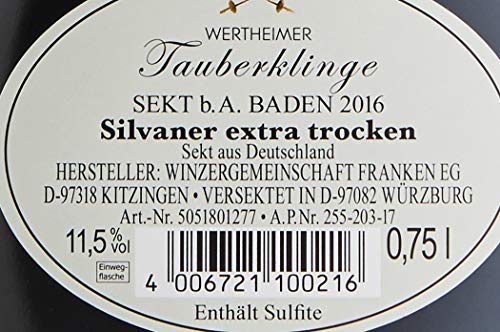 WERTHEIMER
Tauberklinge
SEKT b.A. BADEN 2016
Silvaner extra trocken
Sekt aus Deutschland
HERSTELLER: WINZERGEMEINSCHAFT FRANKEN EG
D-97318 KITZINGEN • VERSEKTET IN D-97082 WÜRZBURG
Art.-Nr. 5051801277 • A.P.Nr. 255-203-17
11,5% vol
0,75 l
Einweg-
flasche
4 006721 100216
Enthält Sulfite